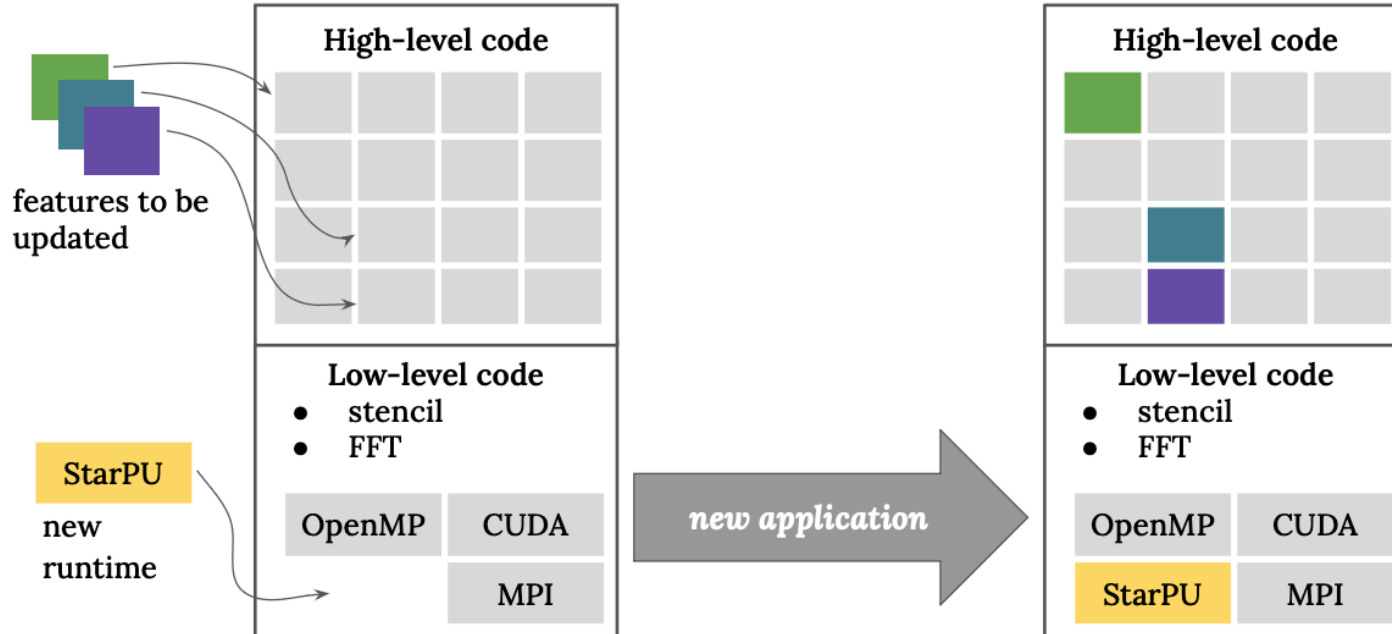 High-level code
features to be
updated
Low-level code
● stencil
● FFT
StarPU
new
runtime
OpenMP
CUDA
MPI
new application
High-level code
Low-level code
● stencil
● FFT
OpenMP
CUDA
StarPU
MPI